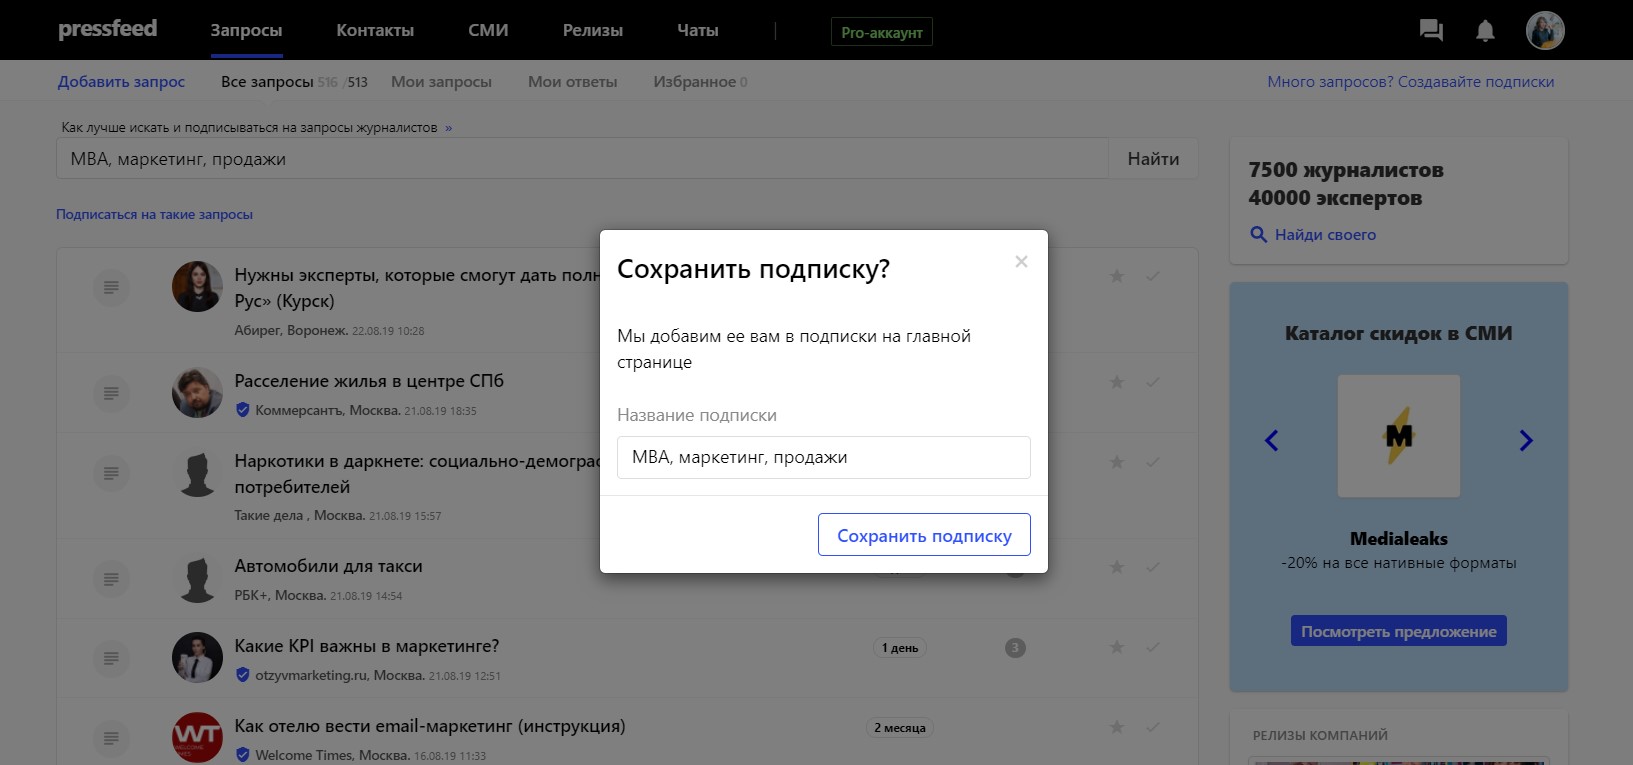 pressfeed
Запросы
Контакты
СМИ
Релизы
Чаты
Pro-аккаунт
Добавить запрос
Все запросы 516 /513
Мои запросы
Мои ответы
Избранное 0
Много запросов? Создавайте подписки
Как лучше искать и подписываться на запросы журналистов »
MBA, маркетинг, продажи
Найти
Подписаться на такие запросы
Нужны эксперты, которые смогут дать полн
Рус» (Курск)
Абирег, Воронеж. 22.08.19 10:28
Расселение жилья в центре СПб
Коммерсантъ, Москва. 21.08.19 18:35
Наркотики в даркнете: социально-демограф
потребителей
Такие дела , Москва. 21.08.19 15:57
Автомобили для такси
РБК+, Москва. 21.08.19 14:54
Какие KPI важны в маркетинге?
1 день
3
otzyvmarketing.ru, Москва. 21.08.19 12:51
WT
WELCOME
Как отелю вести email-маркетинг (инструкция)
2 месяца
Welcome Times, Москва. 16.08.19 11:33
Сохранить подписку?
×
Мы добавим ее вам в подписки на главной
странице
Название подписки
MBA, маркетинг, продажи
Сохранить подписку
7500 журналистов
40000 экспертов
Найди своего
Каталог скидок в СМИ
M
Medialeaks
-20% на все нативные форматы
Посмотреть предложение
РЕЛИЗЫ КОМПАНИЙ